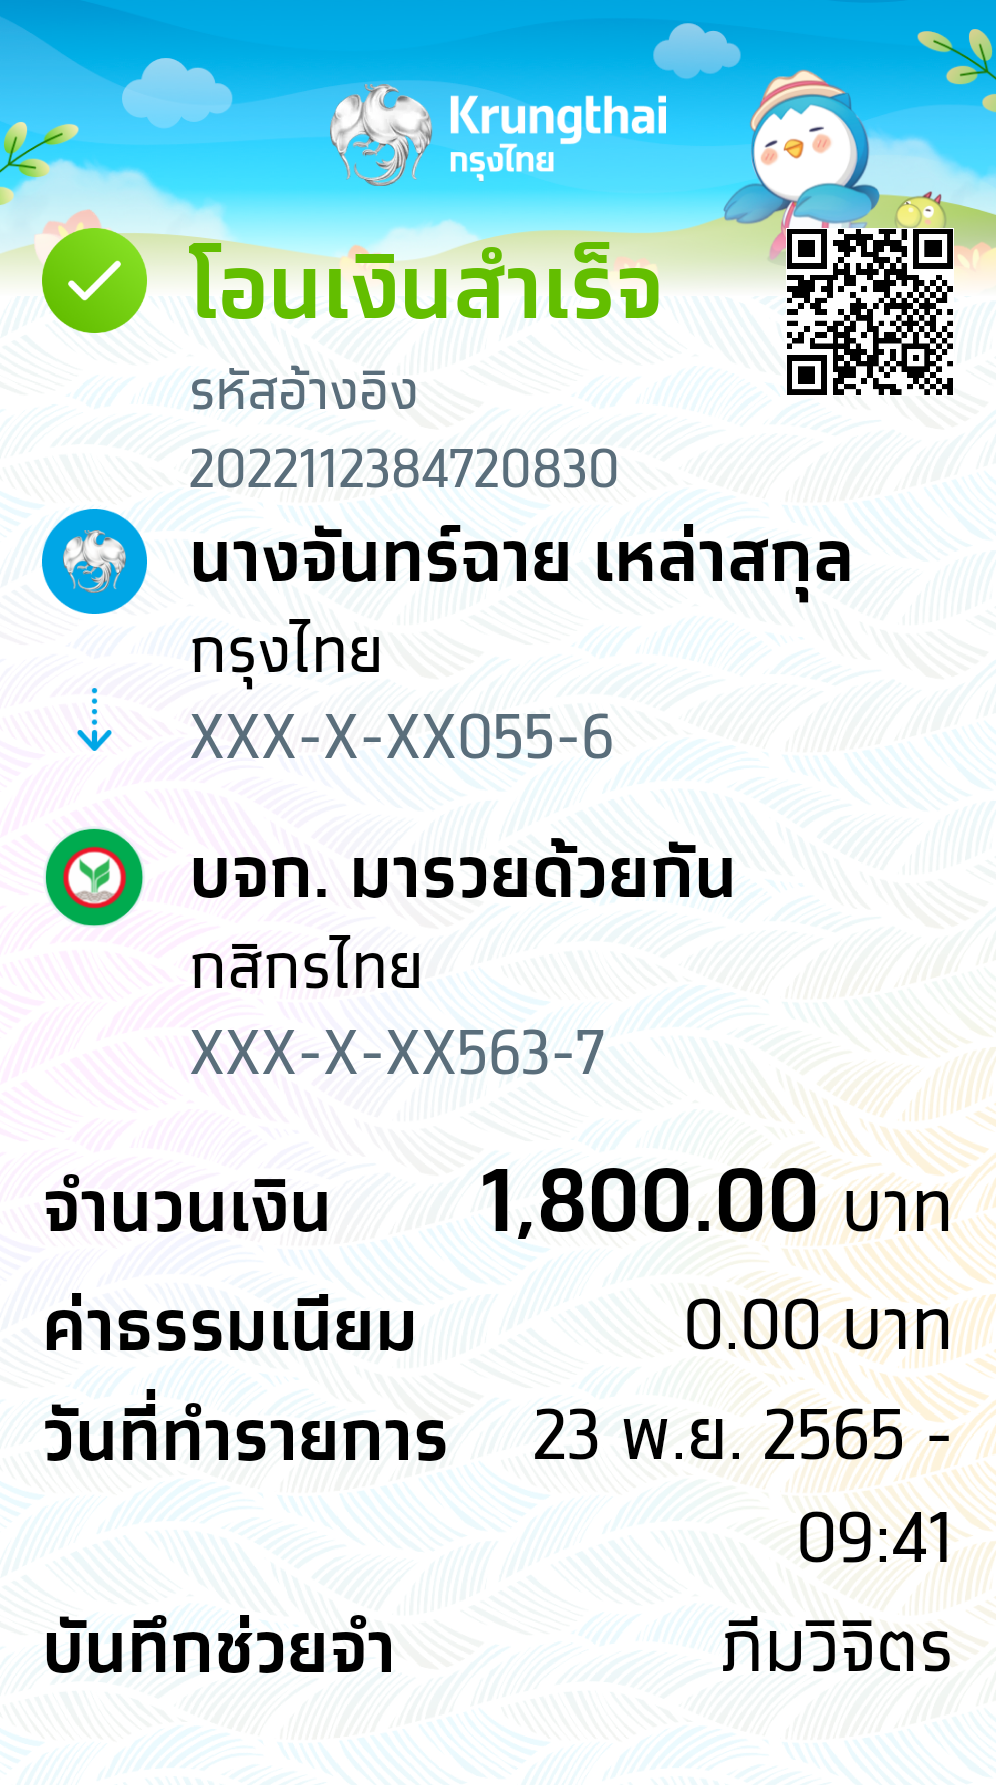 Krungthai
กรุงไทย
โอนเงินสำเร็จ
รหัสอ้างอิง
2022112384720830
นางจันทร์ฉาย เหล่าสกุล
กรุงไทย
XXX-X-XX055-6
บจก. มารวยด้วยกัน
กสิกรไทย
XXX-X-XX563-7
จำนวนเงิน 1,800.00 บาท
ค่าธรรมเนียม 0.00 บาท
วันที่ทำรายการ 23 พ.ย. 2565 -
09:41
บันทึกช่วยจำ ภีมวิจิตร